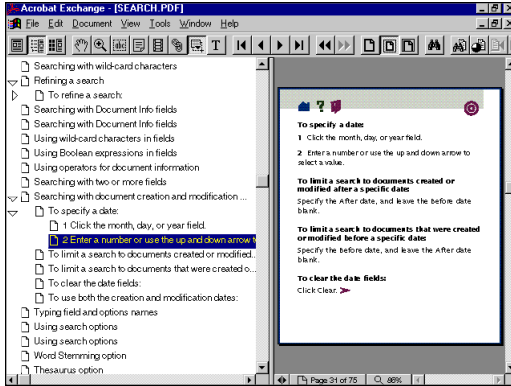 Acrobat Exchange - [SEARCH.PDF]
File Edit Document View Tools Window Help
Searching with wild-card characters
Refining a search
To refine a search:
Searching with Document Info fields
Searching with Document Info fields
Using wild-card characters in fields
Using Boolean expressions in fields
Using operators for document information
Searching with two or more fields
Searching with document creation and modification ...
To specify a date:
1 Click the month, day, or year field.
2 Enter a number or use the up and down arrow t
To limit a search to documents created or modified...
To limit a search to documents that were created o...
To clear the date fields:
To use both the creation and modification dates:
Typing field and options names
Using search options
Using search options
Word Stemming option
Thesaurus option
To specify a date:
1 Click the month, day, or year field.
2 Enter a number or use the up and down arrow to
select a value.
To limit a search to documents created or
modified after a specific date:
Specify the After date, and leave the Before date
blank.
To limit a search to documents that were created
or modified before a specific date:
Specify the Before date, and leave the After date
blank.
To clear the date fields:
Click Clear.
Page 31 of 75
86%